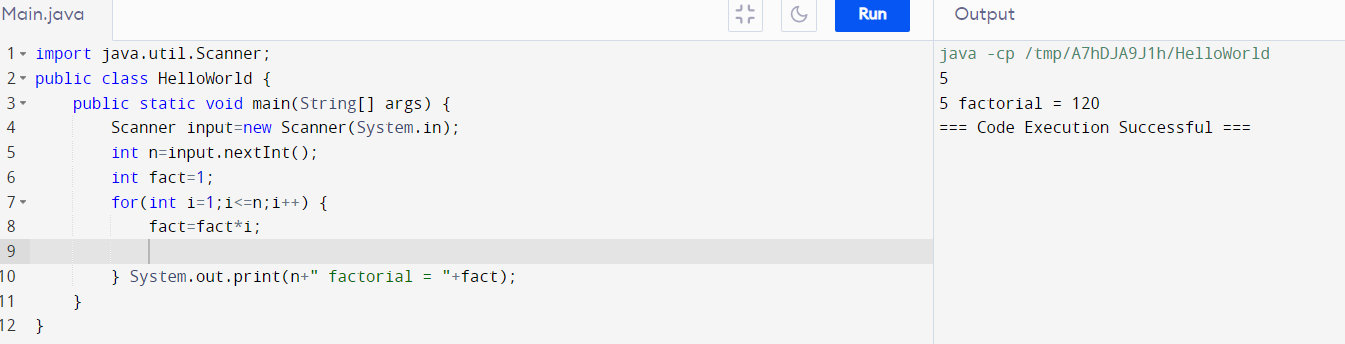 Main.java
Run
Output
1 import java.util.Scanner;
2 public class HelloWorld {
3     public static void main(String[] args) {
4         Scanner input=new Scanner(System.in);
5         int n=input.nextInt();
6         int fact=1;
7         for(int i=1;i<=n;i++) {
8             fact=fact*i;
9
10         } System.out.print(n+" factorial = "+fact);
11     }
12 }
java -cp /tmp/A7hDJA9J1h/HelloWorld
5
5 factorial = 120
=== Code Execution Successful ===